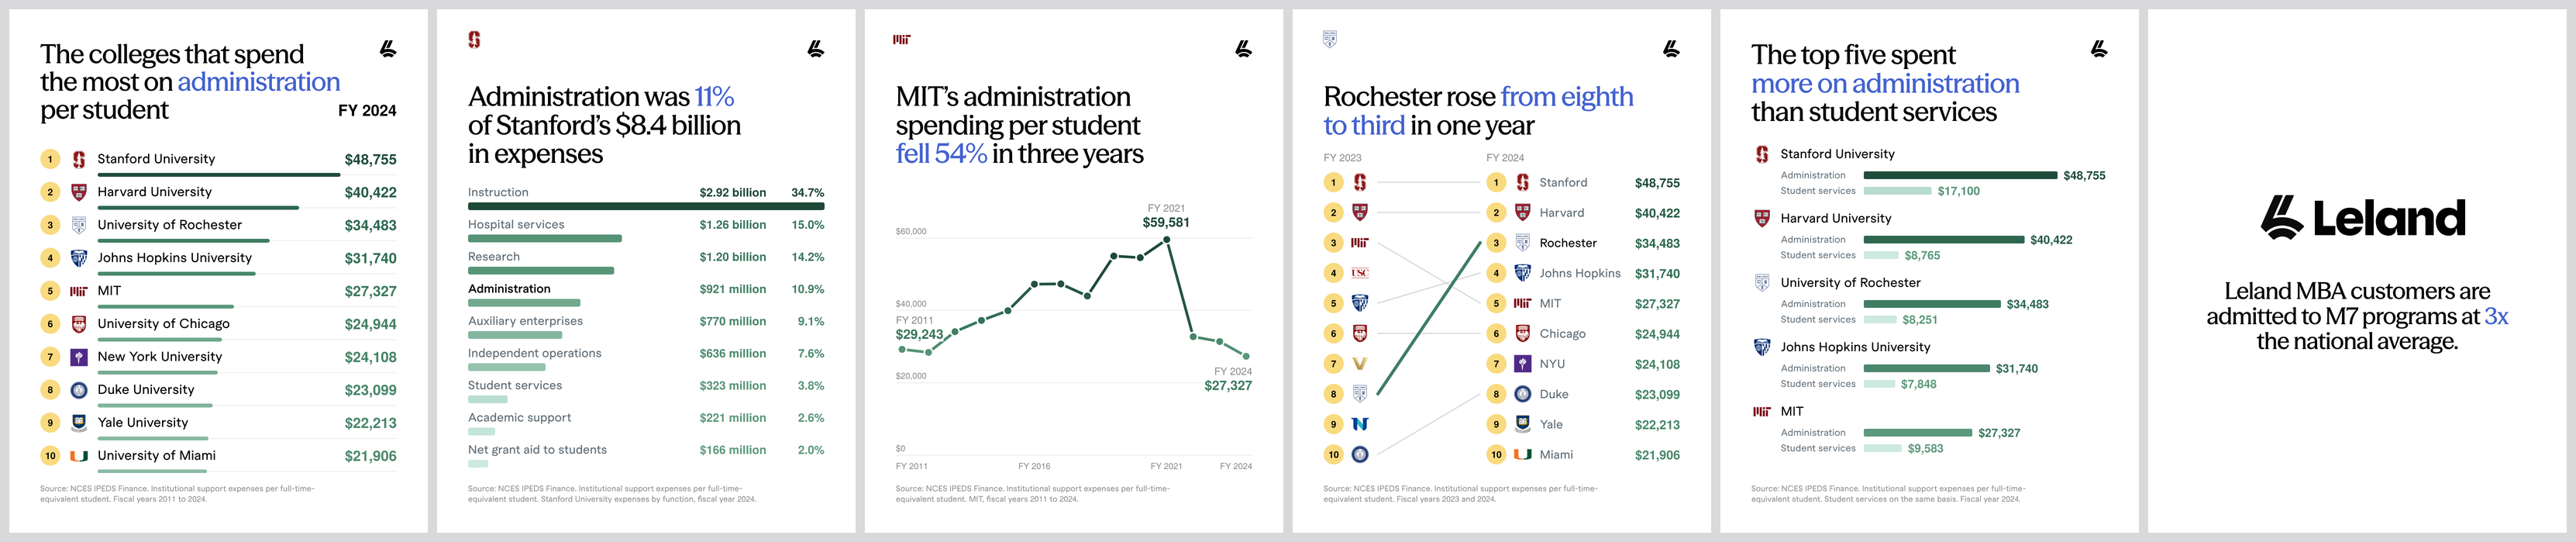 The colleges that spend
the most on administration
per student
FY 2024
1 Stanford University $48,755
2 Harvard University $40,422
3 University of Rochester $34,483
4 Johns Hopkins University $31,740
5 MIT $27,327
6 University of Chicago $24,944
7 New York University $24,108
8 Duke University $23,099
9 Yale University $22,213
10 University of Miami $21,906
Source: NCES IPEDS Finance. Institutional support expenses per full-time-
equivalent student. Fiscal years 2011 to 2024.
Administration was 11%
of Stanford's $8.4 billion
in expenses
Instruction $2.92 billion 34.7%
Hospital services $1.26 billion 15.0%
Research $1.20 billion 14.2%
Administration $921 million 10.9%
Auxiliary enterprises $770 million 9.1%
Independent operations $636 million 7.6%
Student services $323 million 3.8%
Academic support $221 million 2.6%
Net grant aid to students $166 million 2.0%
Source: NCES IPEDS Finance. Institutional support expenses per full-time-
equivalent student. Stanford University expenses by function, fiscal year 2024.
MIT
MIT's administration
spending per student
fell 54% in three years
FY 2021
$59,581
$60,000
$40,000
FY 2011
$29,243
FY 2024
$27,327
$20,000
$0
FY 2011 FY 2016 FY 2021 FY 2024
Source: NCES IPEDS Finance. Institutional support expenses per full-time-
equivalent student. MIT, fiscal years 2011 to 2024.
Rochester rose from eighth
to third in one year
FY 2023 FY 2024
1 1 Stanford $48,755
2 2 Harvard $40,422
3 MIT 3 Rochester $34,483
4 USC 4 Johns Hopkins $31,740
5 5 MIT $27,327
6 6 Chicago $24,944
7 V 7 NYU $24,108
8 8 Duke $23,099
9 N 9 Yale $22,213
10 10 Miami $21,906
Source: NCES IPEDS Finance. Institutional support expenses per full-time-
equivalent student. Fiscal years 2023 and 2024.
The top five spent
more on administration
than student services
Stanford University
Administration $48,755
Student services $17,100
Harvard University
Administration $40,422
Student services $8,765
University of Rochester
Administration $34,483
Student services $8,251
Johns Hopkins University
Administration $31,740
Student services $7,848
MIT
Administration $27,327
Student services $9,583
Source: NCES IPEDS Finance. Institutional support expenses per full-time-
equivalent student. Student services on the same basis. Fiscal year 2024.
Leland
Leland MBA customers are
admitted to M7 programs at 3x
the national average.